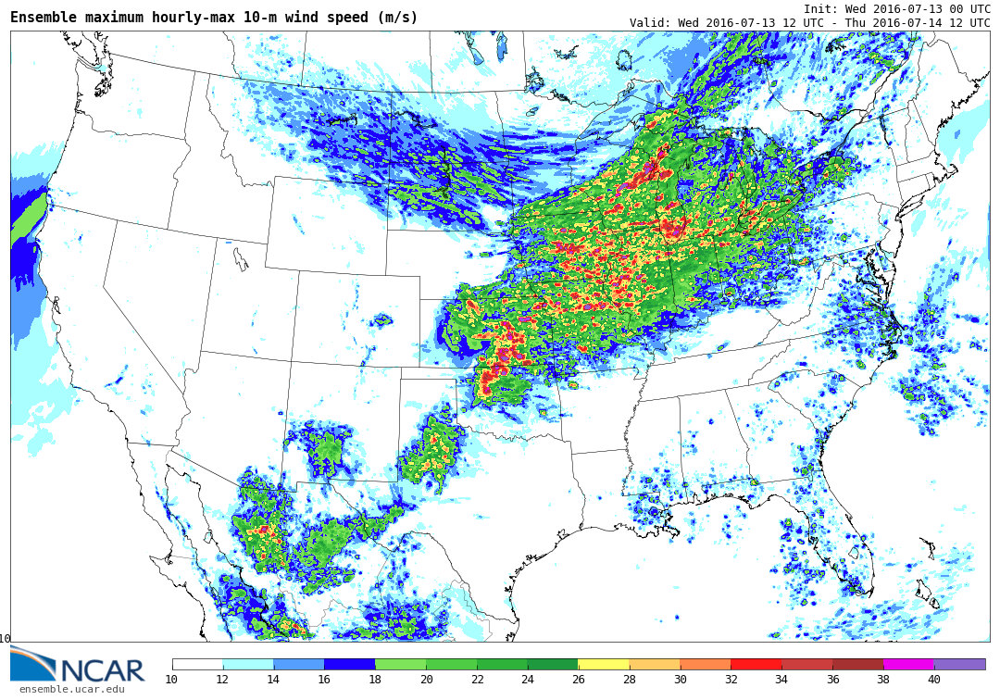 Ensemble maximum hourly-max 10-m wind speed (m/s)
Init: Wed 2016-07-13 00 UTC
Valid: Wed 2016-07-13 12 UTC - Thu 2016-07-14 12 UTC
10
NCAR
ensemble.ucar.edu
10 12 14 16 18 20 22 24 26 28 30 32 34 36 38 40